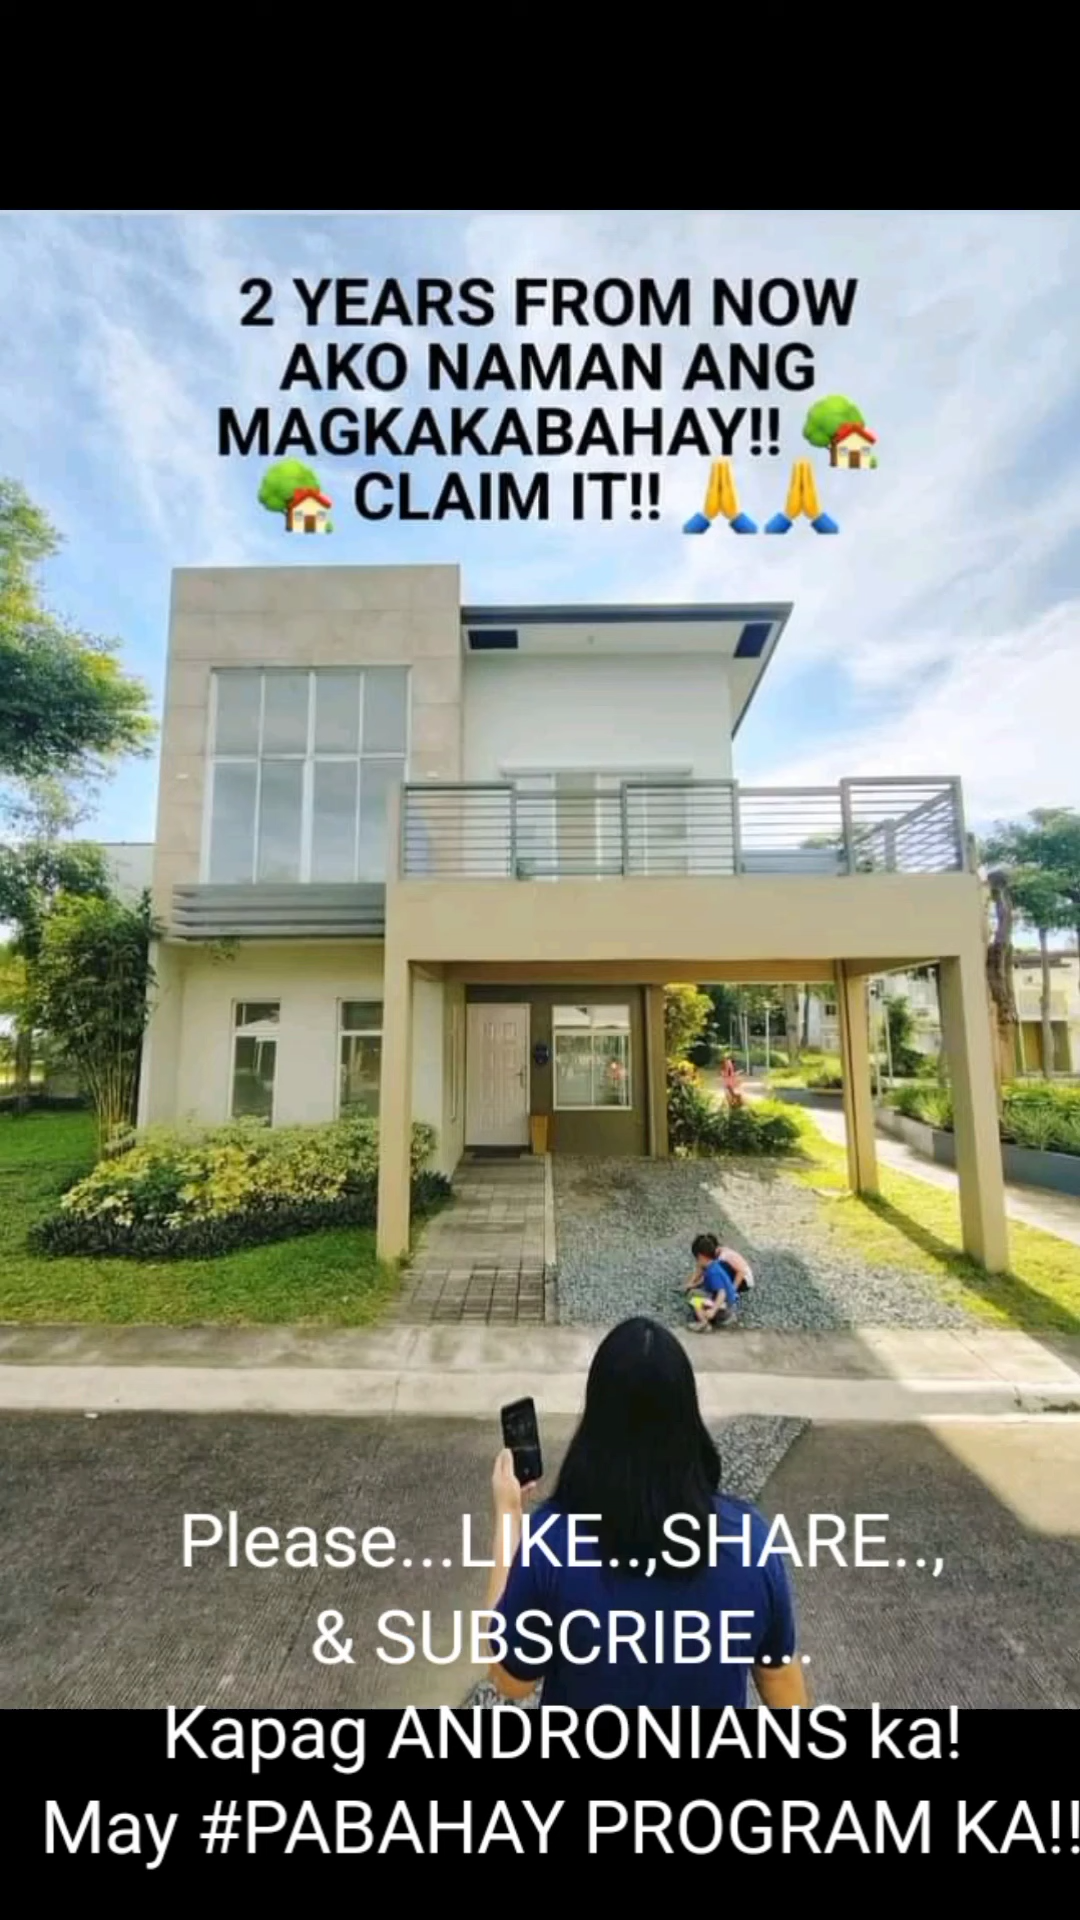 2 YEARS FROM NOW
AKO NAMAN ANG
MAGKAKABAHAY!! 🏡
🏡 CLAIM IT!! 🙏🙏
Please...LIKE..,SHARE..,
& SUBSCRIBE...
Kapag ANDRONIANS ka!
May #PABAHAY PROGRAM KA!!